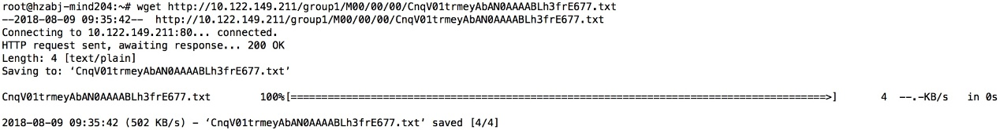 root@hzabj-mind204:~# wget http://10.122.149.211/group1/M00/00/00/CnqV01trmeyAbAN0AAAABLh3frE677.txt
--2018-08-09 09:35:42--  http://10.122.149.211/group1/M00/00/00/CnqV01trmeyAbAN0AAAABLh3frE677.txt
Connecting to 10.122.149.211:80... connected.
HTTP request sent, awaiting response... 200 OK
Length: 4 [text/plain]
Saving to: ‘CnqV01trmeyAbAN0AAAABLh3frE677.txt’

CnqV01trmeyAbAN0AAAABLh3frE677.txt        100%[=====================================================================================>]       4  --.-KB/s   in 0s

2018-08-09 09:35:42 (502 KB/s) - ‘CnqV01trmeyAbAN0AAAABLh3frE677.txt’ saved [4/4]